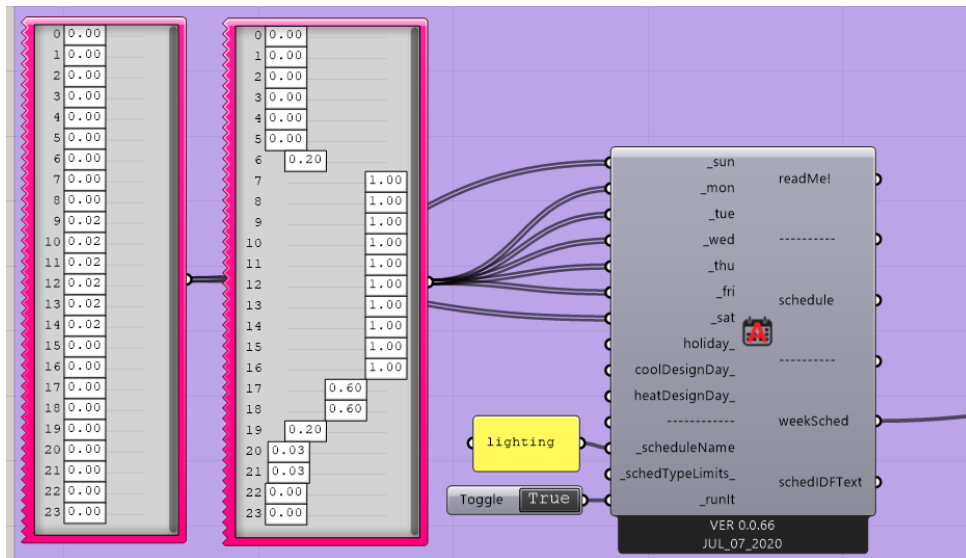 0 0.00
1 0.00
2 0.00
3 0.00
4 0.00
5 0.00
6 0.00
7 0.00
8 0.00
9 0.02
10 0.02
11 0.02
12 0.02
13 0.02
14 0.02
15 0.00
16 0.00
17 0.00
18 0.00
19 0.00
20 0.00
21 0.00
22 0.00
23 0.00
0 0.00
1 0.00
2 0.00
3 0.00
4 0.00
5 0.00
6 0.20
7 1.00
8 1.00
9 1.00
10 1.00
11 1.00
12 1.00
13 1.00
14 1.00
15 1.00
16 1.00
17 0.60
18 0.60
19 0.20
20 0.03
21 0.03
22 0.00
23 0.00
lighting
Toggle True
_sun
_mon
_tue
_wed
_thu
_fri
_sat
holiday_
coolDesignDay_
heatDesignDay_
------------
_scheduleName
_schedTypeLimits_
_runIt
readMe!
----------
schedule
----------
weekSched
schedIDFText
VER 0.0.66
JUL_07_2020